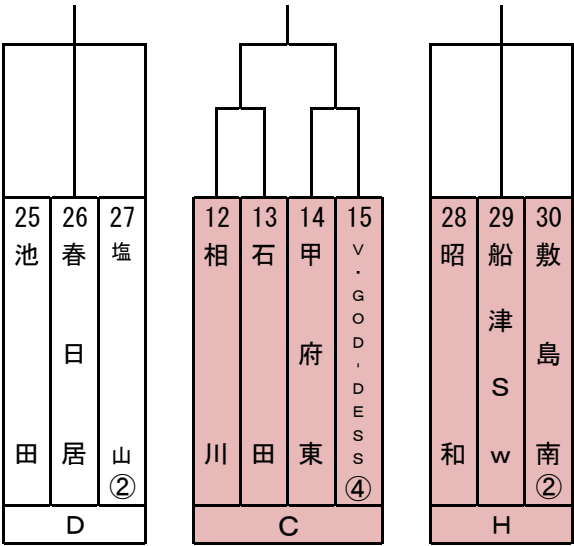 25 26 27
池田
春日居
塩山②
D
12 13 14 15
相川
石田
甲府東
V・GOD'DESS④
C
28 29 30
昭和
船津Sw
敷島南②
H